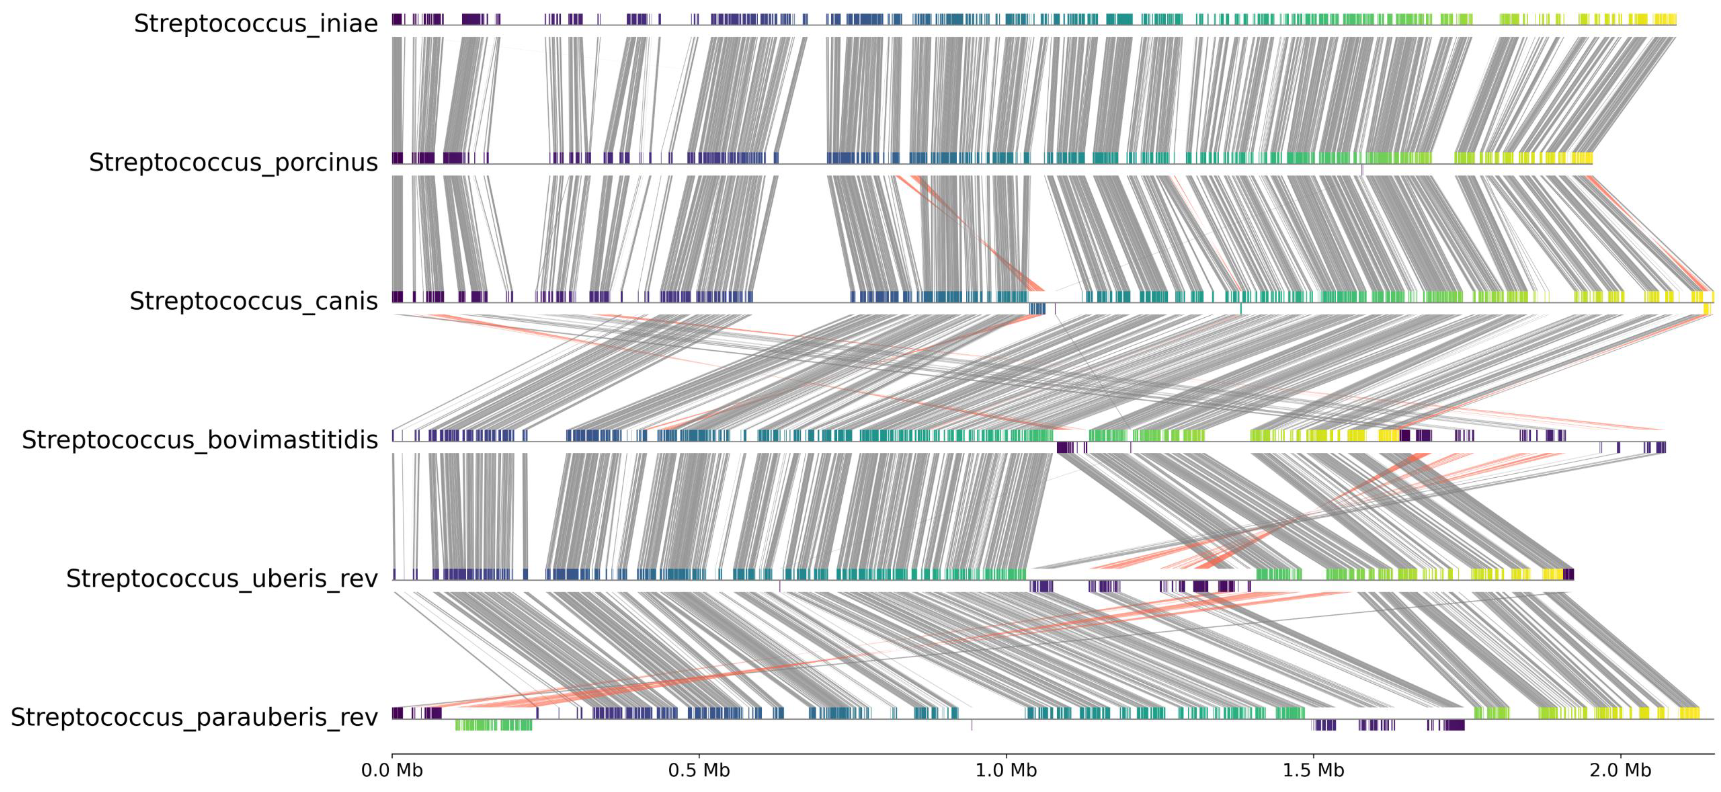 Streptococcus_iniae
Streptococcus_porcinus
Streptococcus_canis
Streptococcus_bovimastitidis
Streptococcus_uberis_rev
Streptococcus_parauberis_rev
0.0 Mb 0.5 Mb 1.0 Mb 1.5 Mb 2.0 Mb